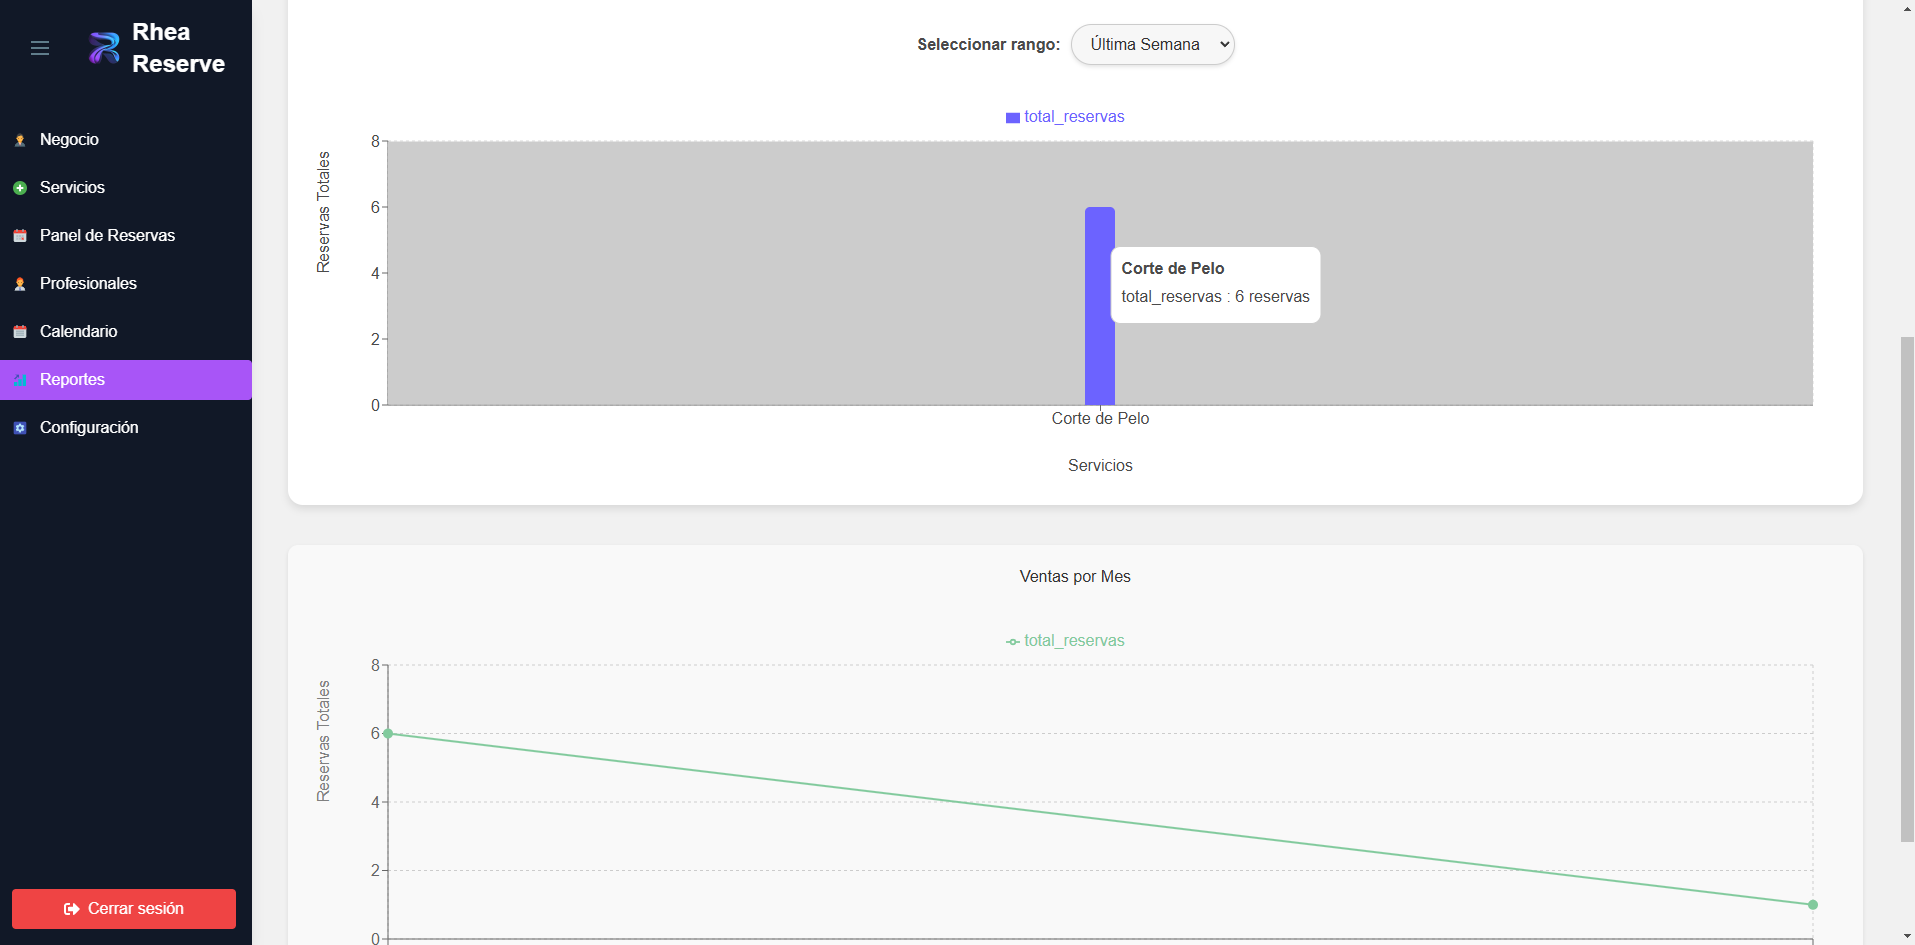 Rhea
Reserve
Negocio
Servicios
Panel de Reservas
Profesionales
Calendario
Reportes
Configuración
Cerrar sesión
Seleccionar rango: Última Semana
total_reservas
Reservas Totales
8
6
4
2
0
Corte de Pelo
total_reservas : 6 reservas
Corte de Pelo
Servicios
Ventas por Mes
total_reservas
Reservas Totales
8
6
4
2
0